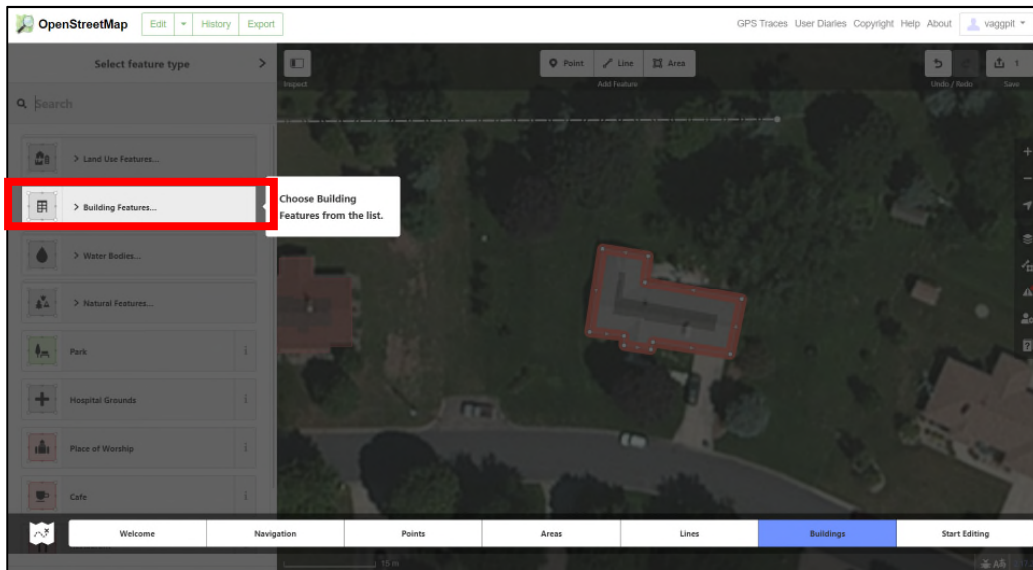 OpenStreetMap Edit History Export GPS Traces User Diaries Copyright Help About vaggpit
Select feature type
Inspect
Point Line Area
Add Feature
Undo / Redo
1
Save
Search
Land Use Features...
Building Features...
Choose Building
Features from the list.
Water Bodies...
Natural Features...
Park
Hospital Grounds
Place of Worship
Cafe
Welcome Navigation Points Areas Lines Buildings Start Editing
15 m